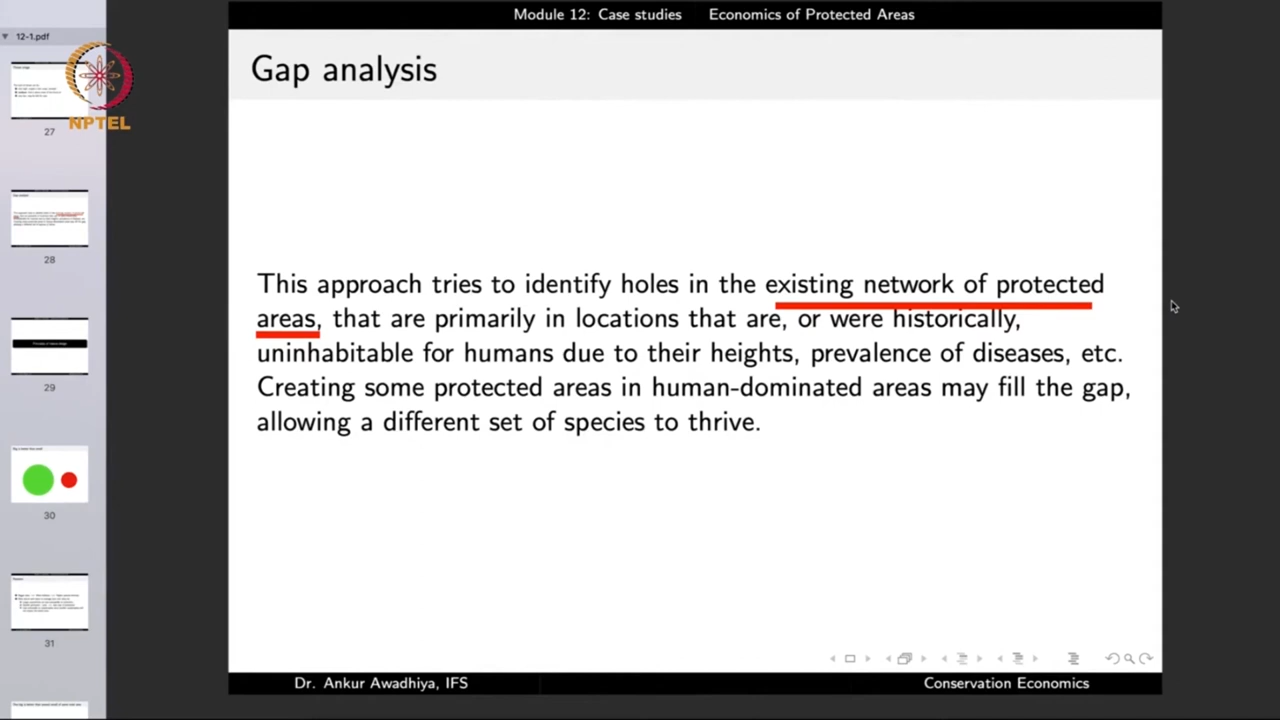 Module 12: Case studies Economics of Protected Areas
12-1.pdf
NPTEL
Gap analysis
27
28
29
30
31
This approach tries to identify holes in the existing network of protected
areas, that are primarily in locations that are, or were historically,
uninhabitable for humans due to their heights, prevalence of diseases, etc.
Creating some protected areas in human-dominated areas may fill the gap,
allowing a different set of species to thrive.
Dr. Ankur Awadhiya, IFS Conservation Economics